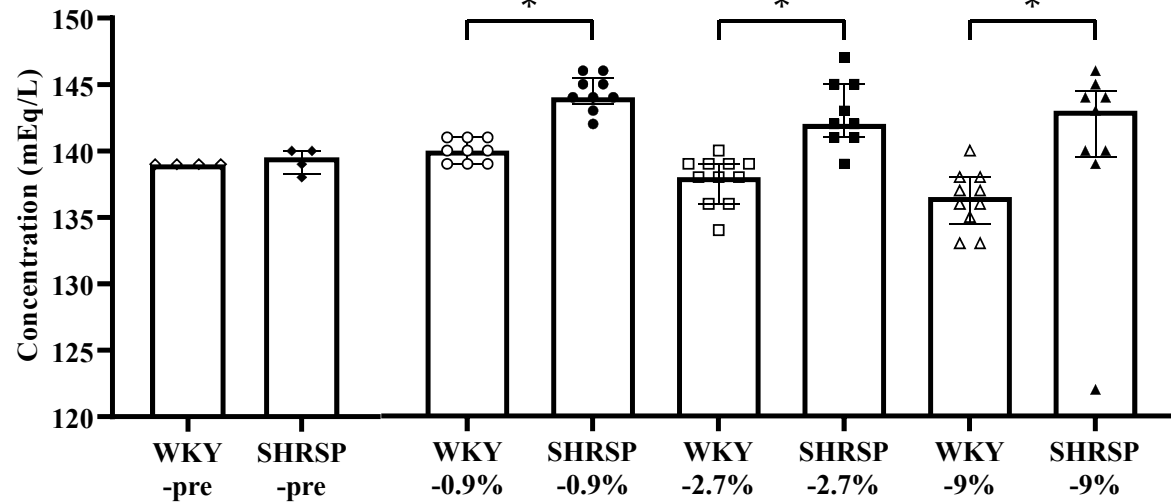 * * *
150
145
140
135
130
125
120
Concentration (mEq/L)
WKY SHRSP WKY SHRSP WKY SHRSP WKY SHRSP
-pre -pre -0.9% -0.9% -2.7% -2.7% -9% -9%